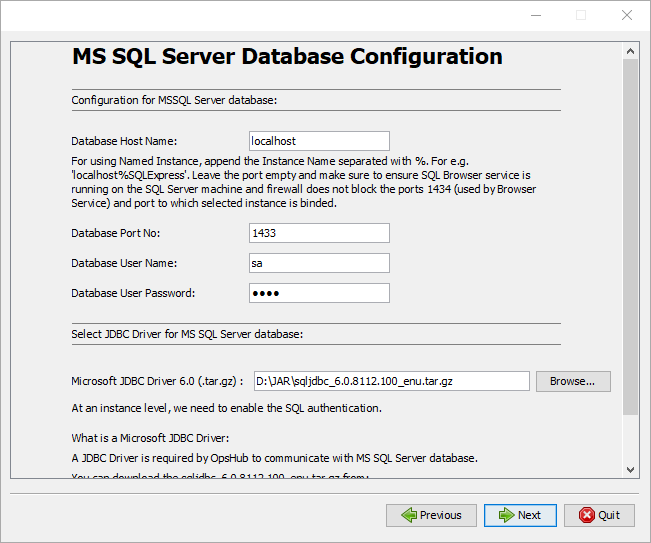 MS SQL Server Database Configuration
Configuration for MSSQL Server database:
Database Host Name: localhost
For using Named Instance, append the Instance Name separated with %. For e.g.
'localhost%SQLExpress'. Leave the port empty and make sure to ensure SQL Browser service is
running on the SQL Server machine and firewall does not block the ports 1434 (used by Browser
Service) and port to which selected instance is binded.
Database Port No: 1433
Database User Name: sa
Database User Password: ●●●●
Select JDBC Driver for MS SQL Server database:
Microsoft JDBC Driver 6.0 (.tar.gz) : D:\JAR\sqljdbc_6.0.8112.100_enu.tar.gz Browse...
At an instance level, we need to enable the SQL authentication.
What is a Microsoft JDBC Driver:
A JDBC Driver is required by OpsHub to communicate with MS SQL Server database.
You can download the sqljdbc_6.0.8112.100_enu.tar.gz from:
Previous Next Quit